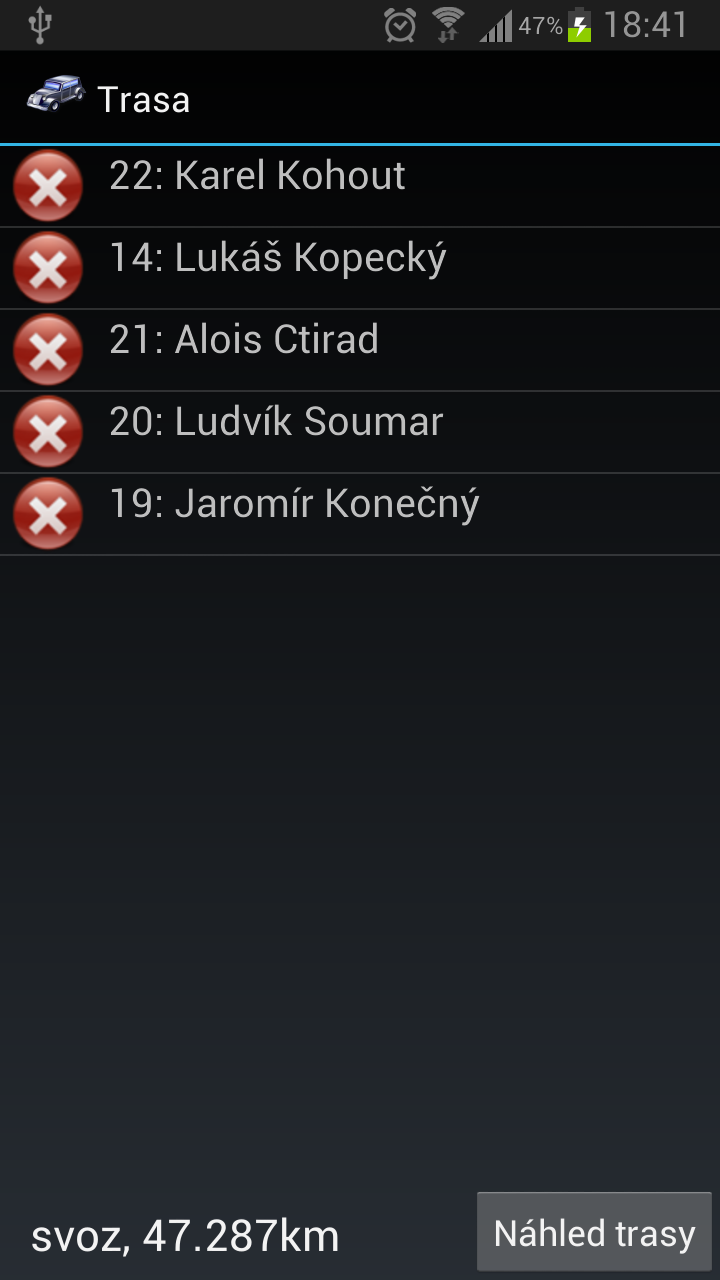 47% 18:41
Trasa
22: Karel Kohout
14: Lukáš Kopecký
21: Alois Ctirad
20: Ludvík Soumar
19: Jaromír Konečný
svoz, 47.287km
Náhled trasy